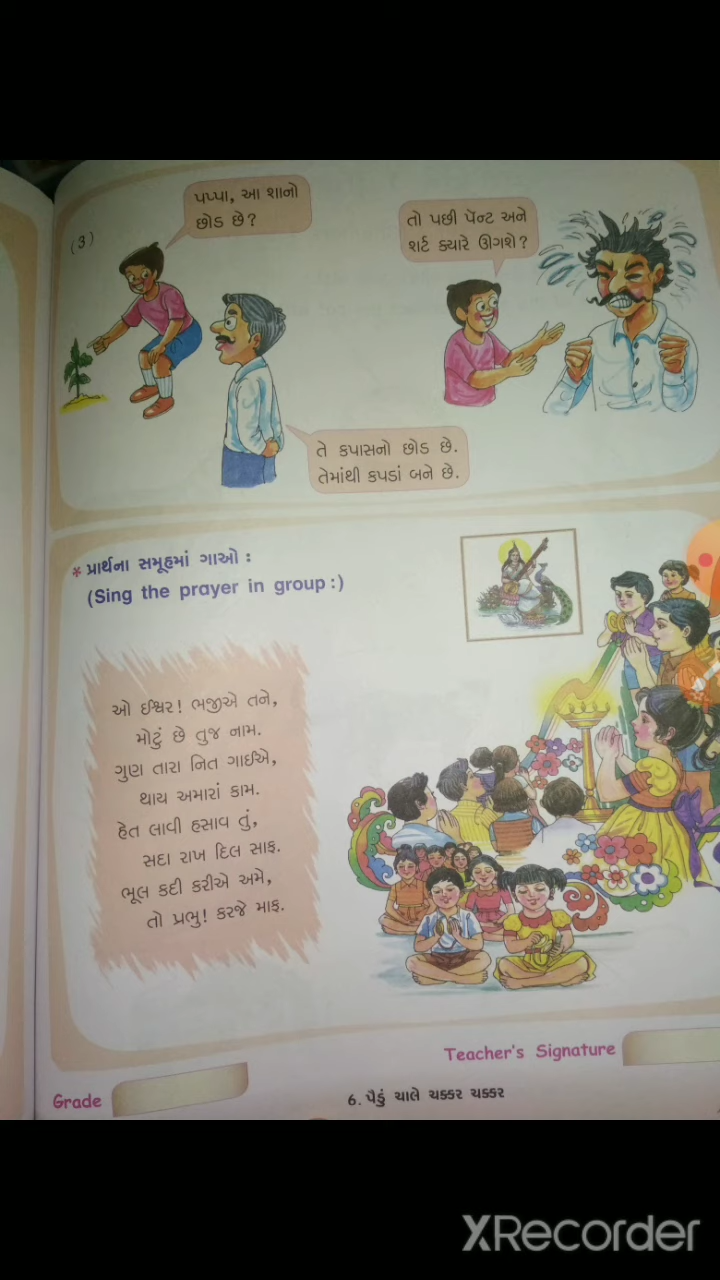 (3)
પપ્પા, આ શાનો
છોડ છે?
તો પછી પેન્ટ અને
શર્ટ ક્યારે ઊગશે?
તે કપાસનો છોડ છે.
તેમાંથી કપડાં બને છે.
* પ્રાર્થના સમૂહમાં ગાઓ :
(Sing the prayer in group :)
ઓ ઈશ્વર! ભજીએ તને,
મોટું છે તુજ નામ.
ગુણ તારા નિત ગાઈએ,
થાય અમારાં કામ.
હેત લાવી હસાવ તું,
સદા રાખ દિલ સાફ.
ભૂલ કદી કરીએ અમે,
તો પ્રભુ! કરજે માફ.
Teacher's Signature
Grade
6. પૈડું ચાલે ચક્કર ચક્કર
XRecorder